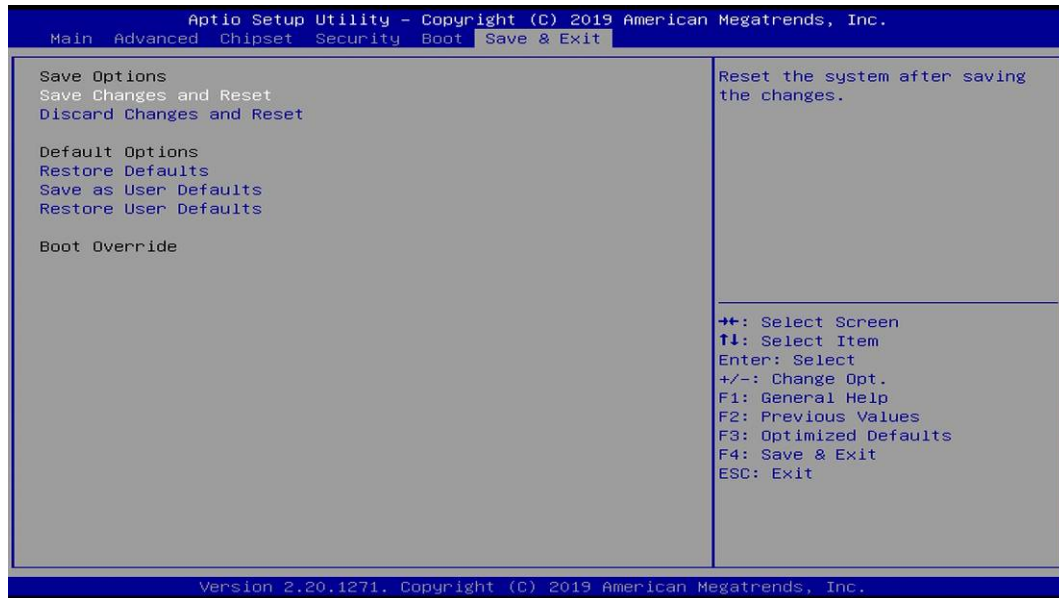 Aptio Setup Utility – Copyright (C) 2019 American Megatrends, Inc.
Main Advanced Chipset Security Boot Save & Exit
Save Options
Save Changes and Reset
Discard Changes and Reset
Default Options
Restore Defaults
Save as User Defaults
Restore User Defaults
Boot Override
Reset the system after saving
the changes.
→←: Select Screen
↑↓: Select Item
Enter: Select
+/-: Change Opt.
F1: General Help
F2: Previous Values
F3: Optimized Defaults
F4: Save & Exit
ESC: Exit
Version 2.20.1271. Copyright (C) 2019 American Megatrends, Inc.